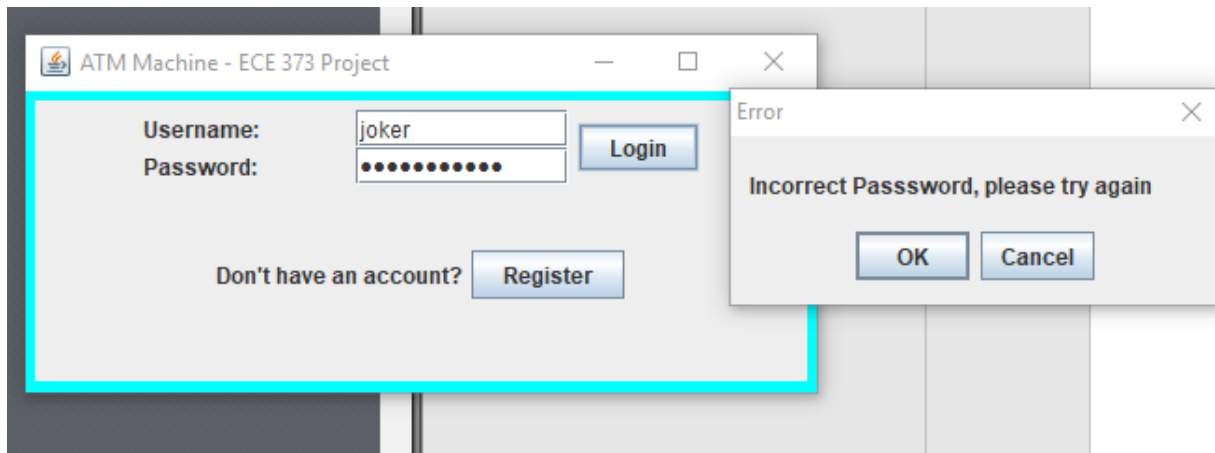 ATM Machine - ECE 373 Project
Username: joker
Password: ●●●●●●●●●●●
Login
Don't have an account? Register
Error
Incorrect Passsword, please try again
OK Cancel